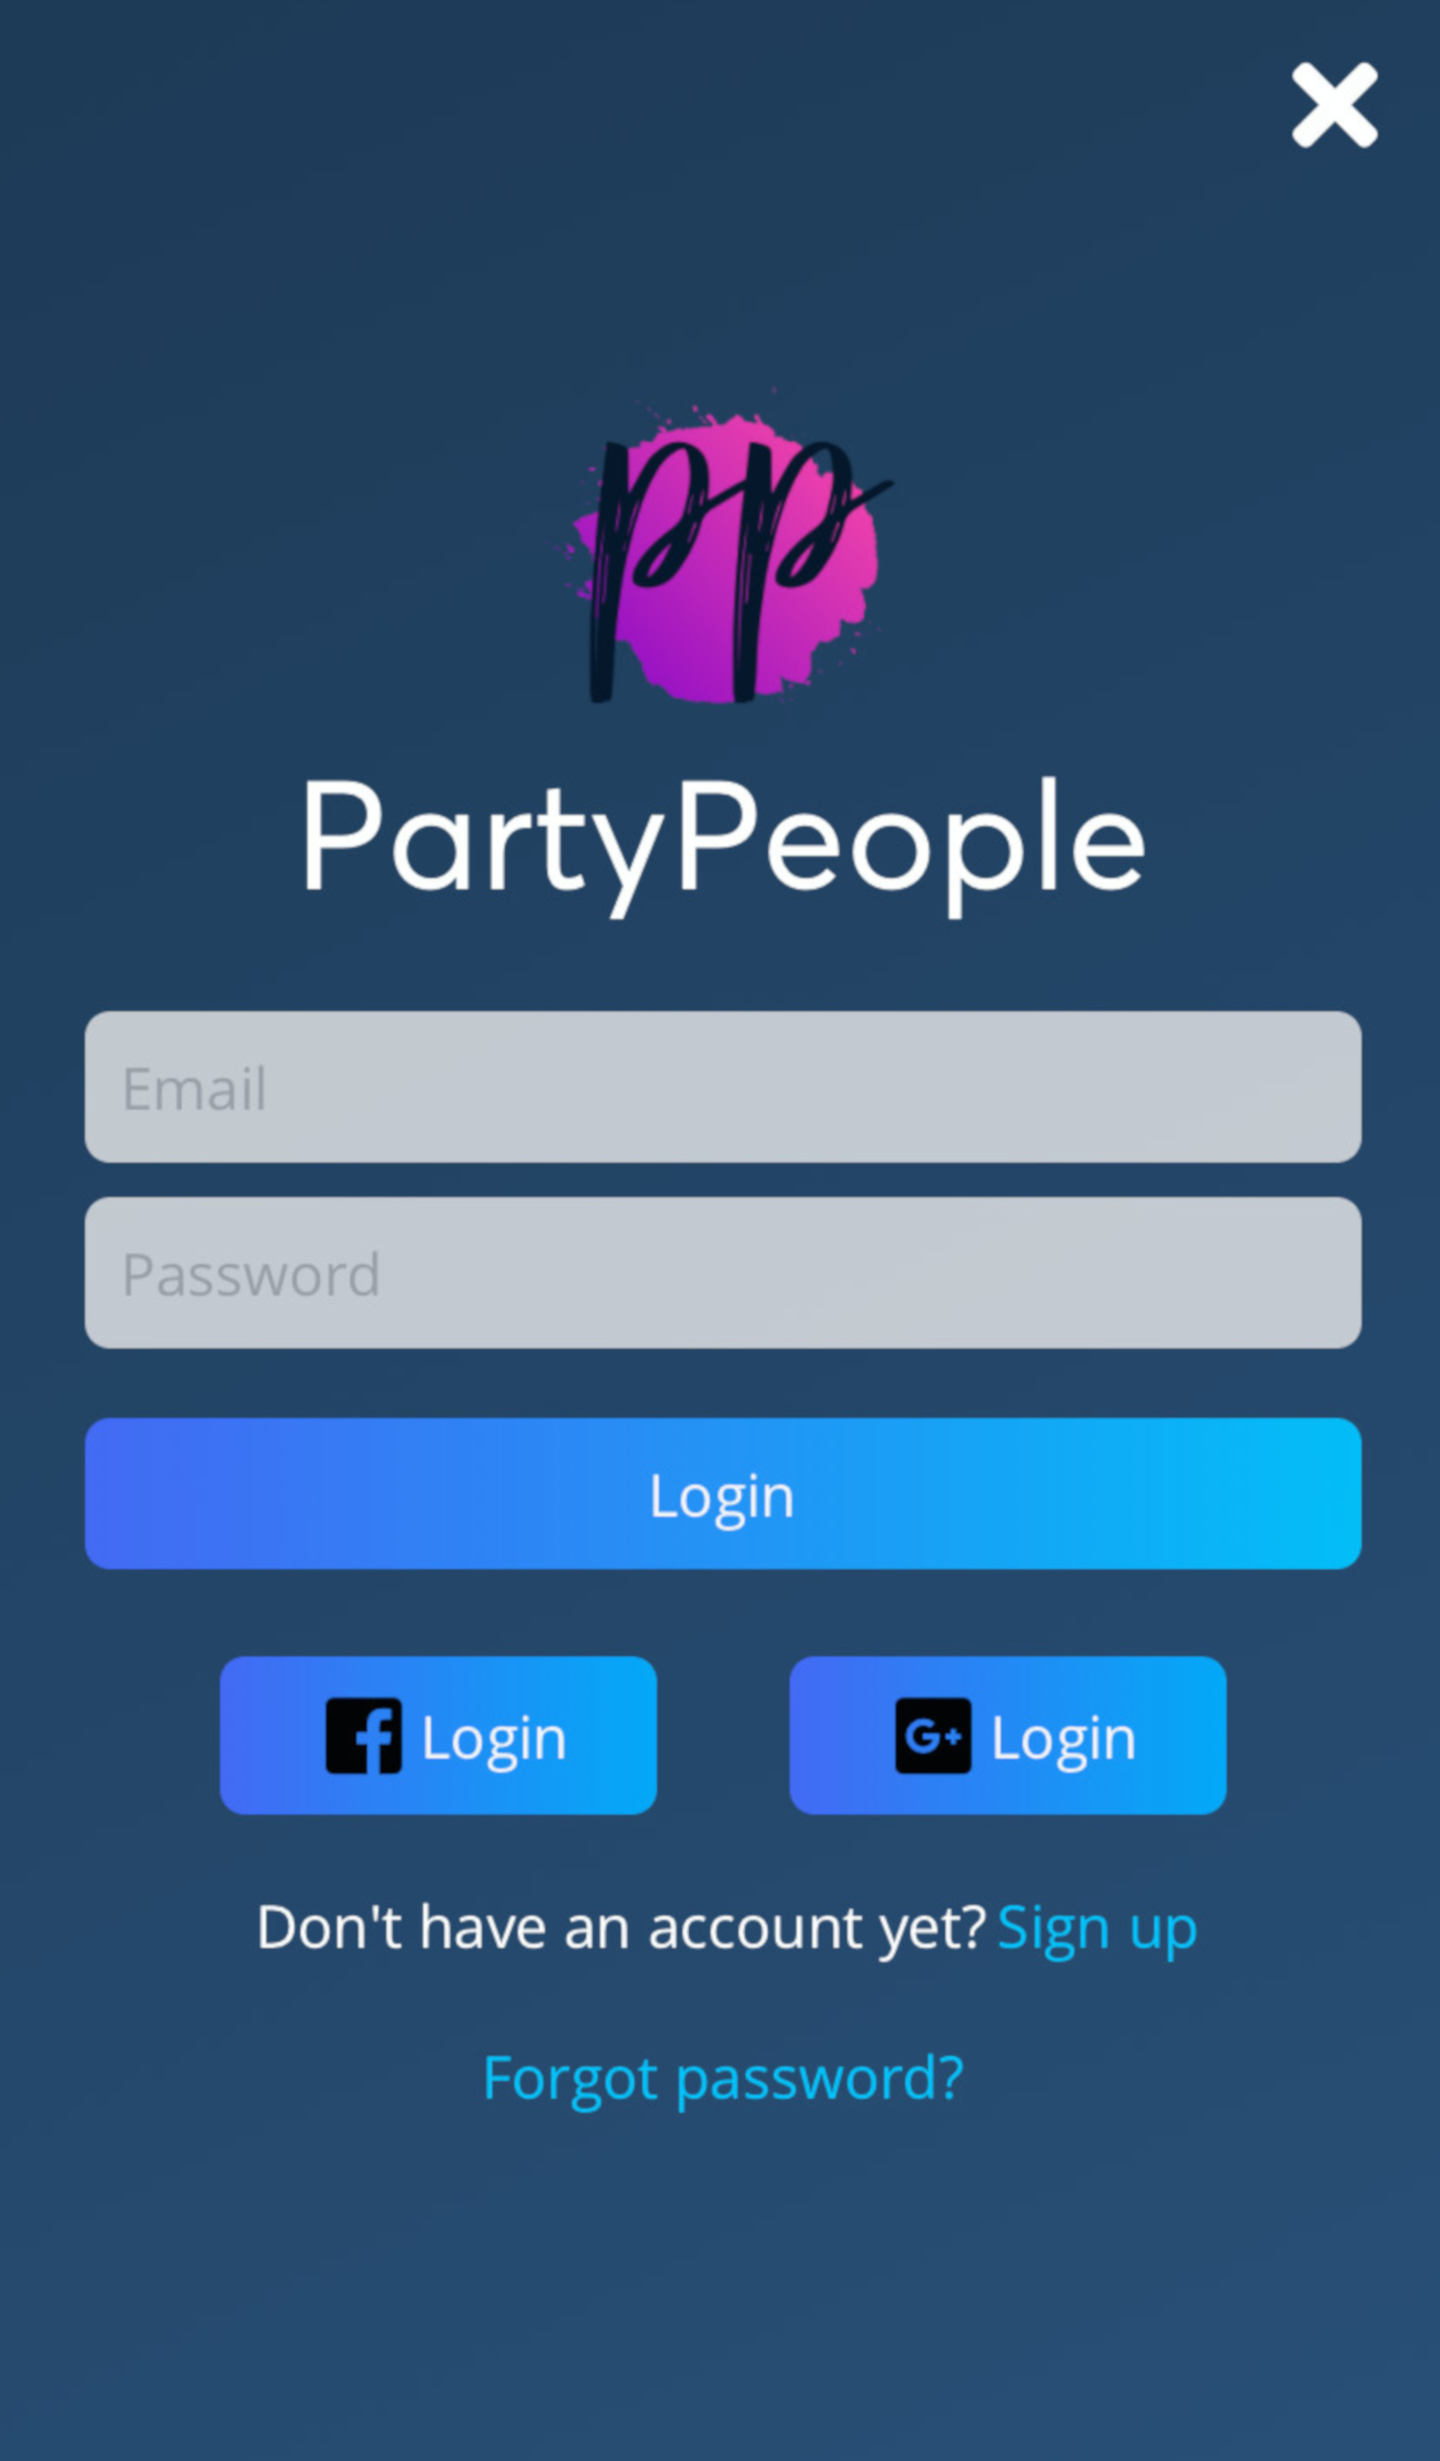 pp
PartyPeople
Email
Password
Login
Login
G+ Login
Don't have an account yet? Sign up
Forgot password?